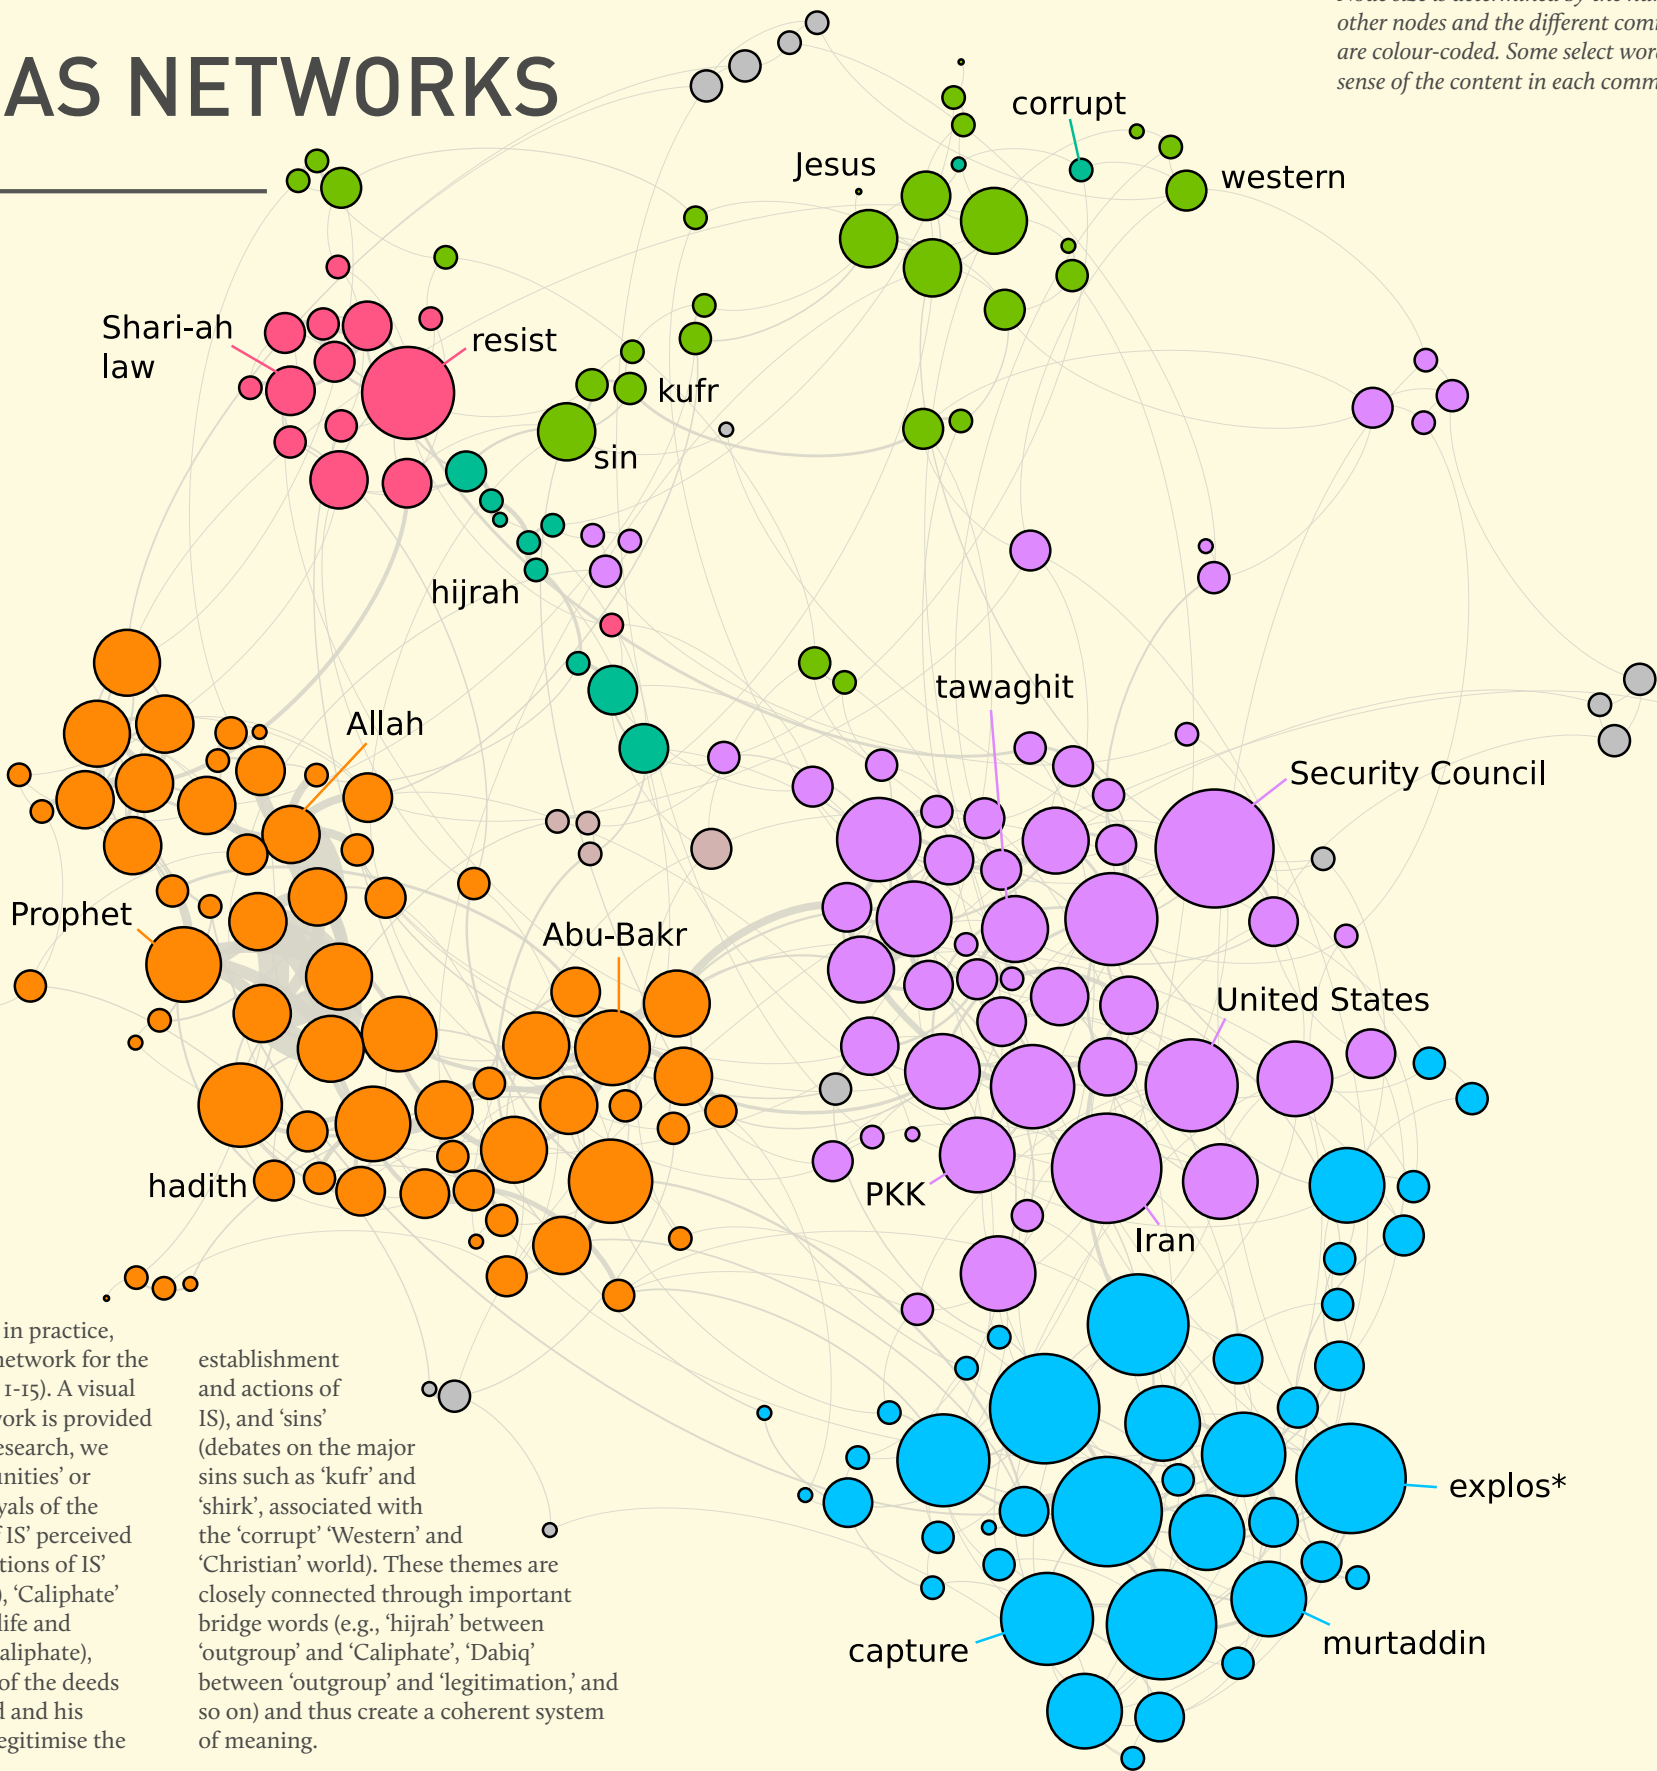 AS NETWORKS
other nodes and the different com
are colour-coded. Some select wor
sense of the content in each comm
corrupt
Jesus
western
Shari-ah
law
resist
kufr
sin
hijrah
tawaghit
Allah
Security Council
Prophet
Abu-Bakr
United States
hadith
PKK
Iran
explos*
capture
murtaddin
in practice,
network for the
1-15). A visual
work is provided
esearch, we
unities’ or
yals of the
f IS’ perceived
tions of IS’
), ‘Caliphate’
life and
aliphate),
of the deeds
d and his
egitimise the
establishment
and actions of
IS), and ‘sins’
(debates on the major
sins such as ‘kufr’ and
‘shirk’, associated with
the ‘corrupt’ ‘Western’ and
‘Christian’ world). These themes are
closely connected through important
bridge words (e.g., ‘hijrah’ between
‘outgroup’ and ‘Caliphate’, ‘Dabiq’
between ‘outgroup’ and ‘legitimation,’ and
so on) and thus create a coherent system
of meaning.